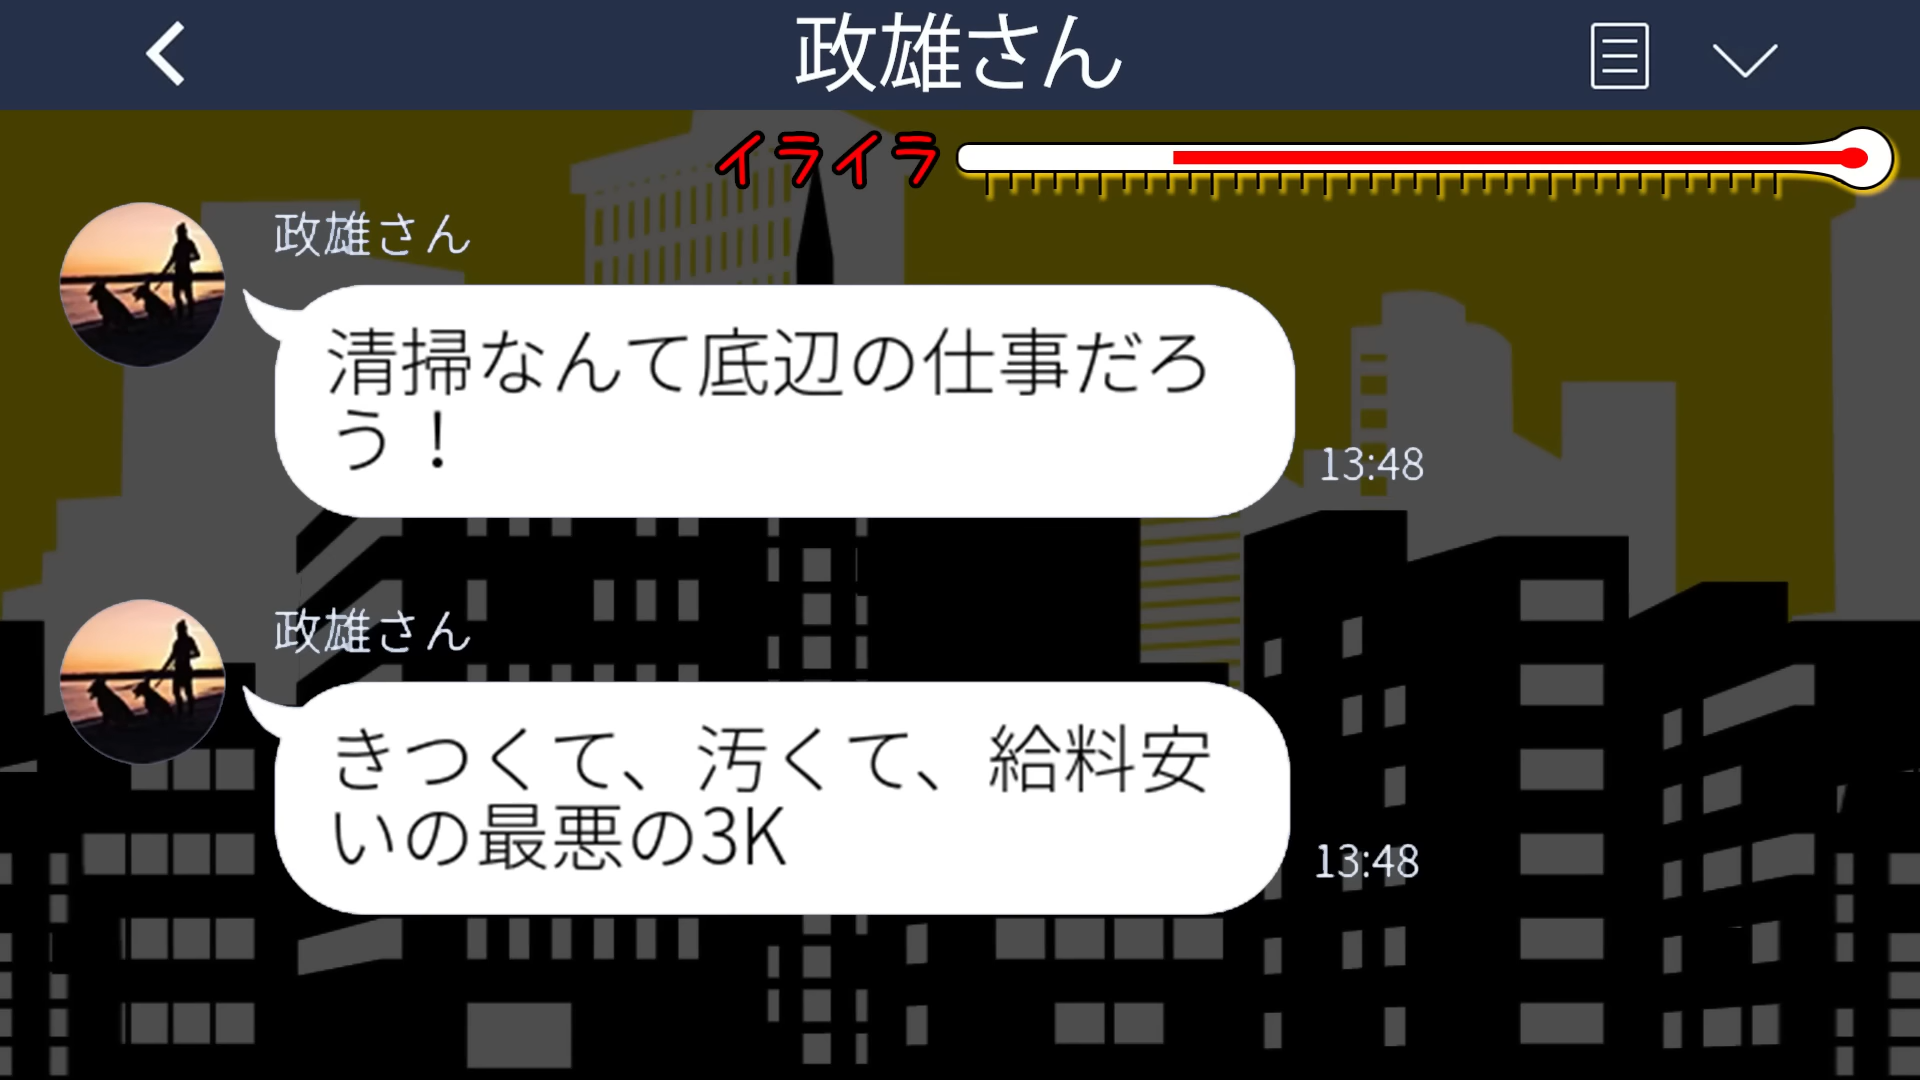 政雄さん
イライラ
政雄さん
清掃なんて底辺の仕事だろ
う！
13:48
政雄さん
きつくて、汚くて、給料安
いの最悪の3K
13:48